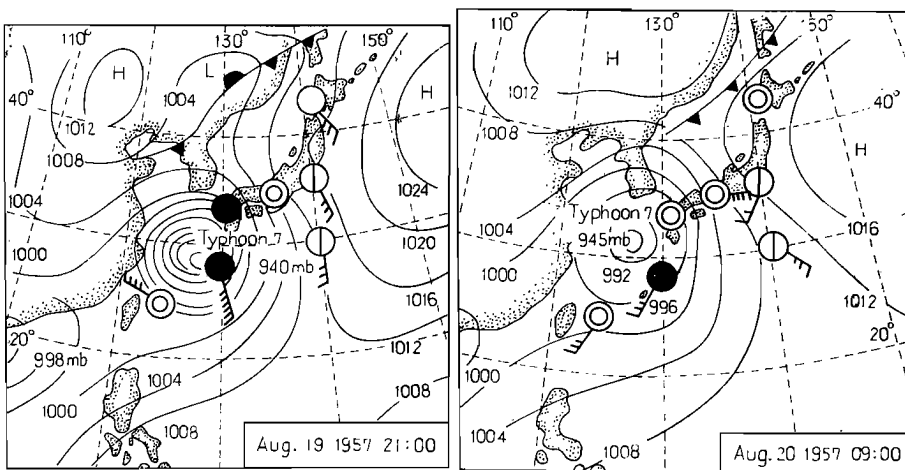 110° 130° 150°
H L
1004
40° 1012 H
1008
1004 1024
Typhoon 7
1000 940mb 1020
1016
20° 1012
998mb
1004
1000 1008
1008
Aug. 19 1957 21:00
110° 130° 150°
H
1012 40°
1008 H
1004 Typhoon 7 1016
945mb
1000 992
996 1012
20°
1000
1004
1008
Aug. 20 1957 09:00